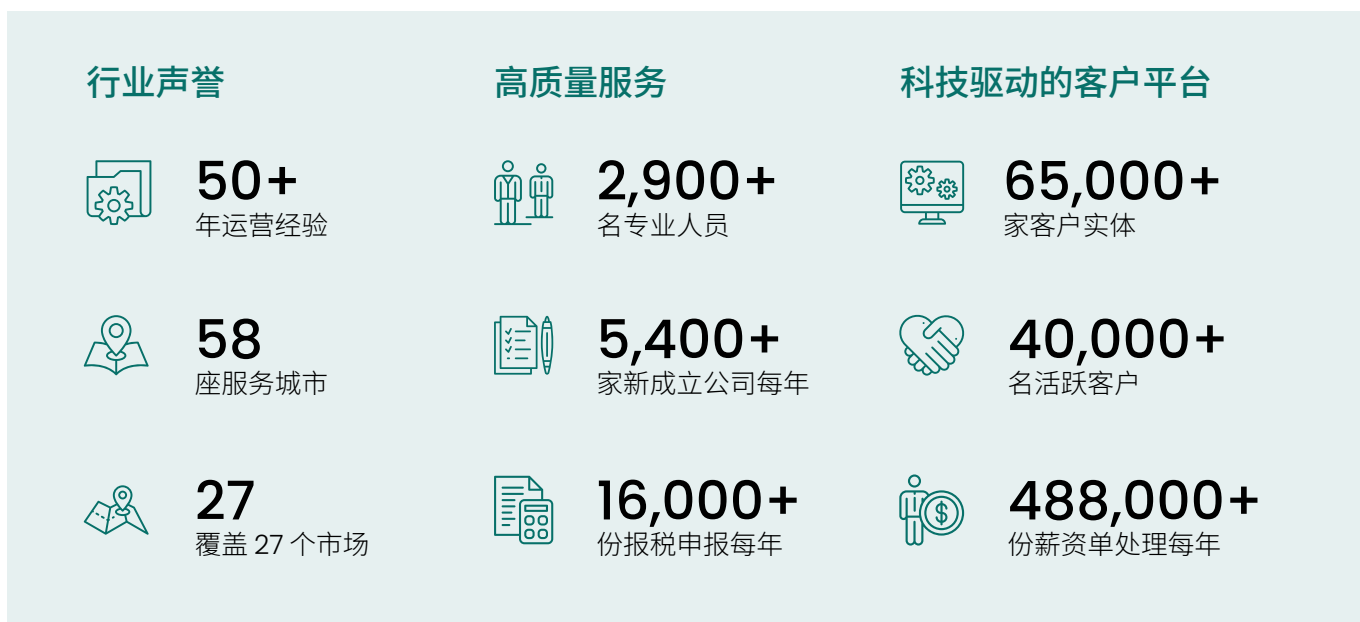 行业声誉
50+
年运营经验
58
座服务城市
27
覆盖 27 个市场
高质量服务
2,900+
名专业人员
5,400+
家新成立公司每年
16,000+
份报税申报每年
科技驱动的客户平台
65,000+
家客户实体
40,000+
名活跃客户
488,000+
份薪资单处理每年